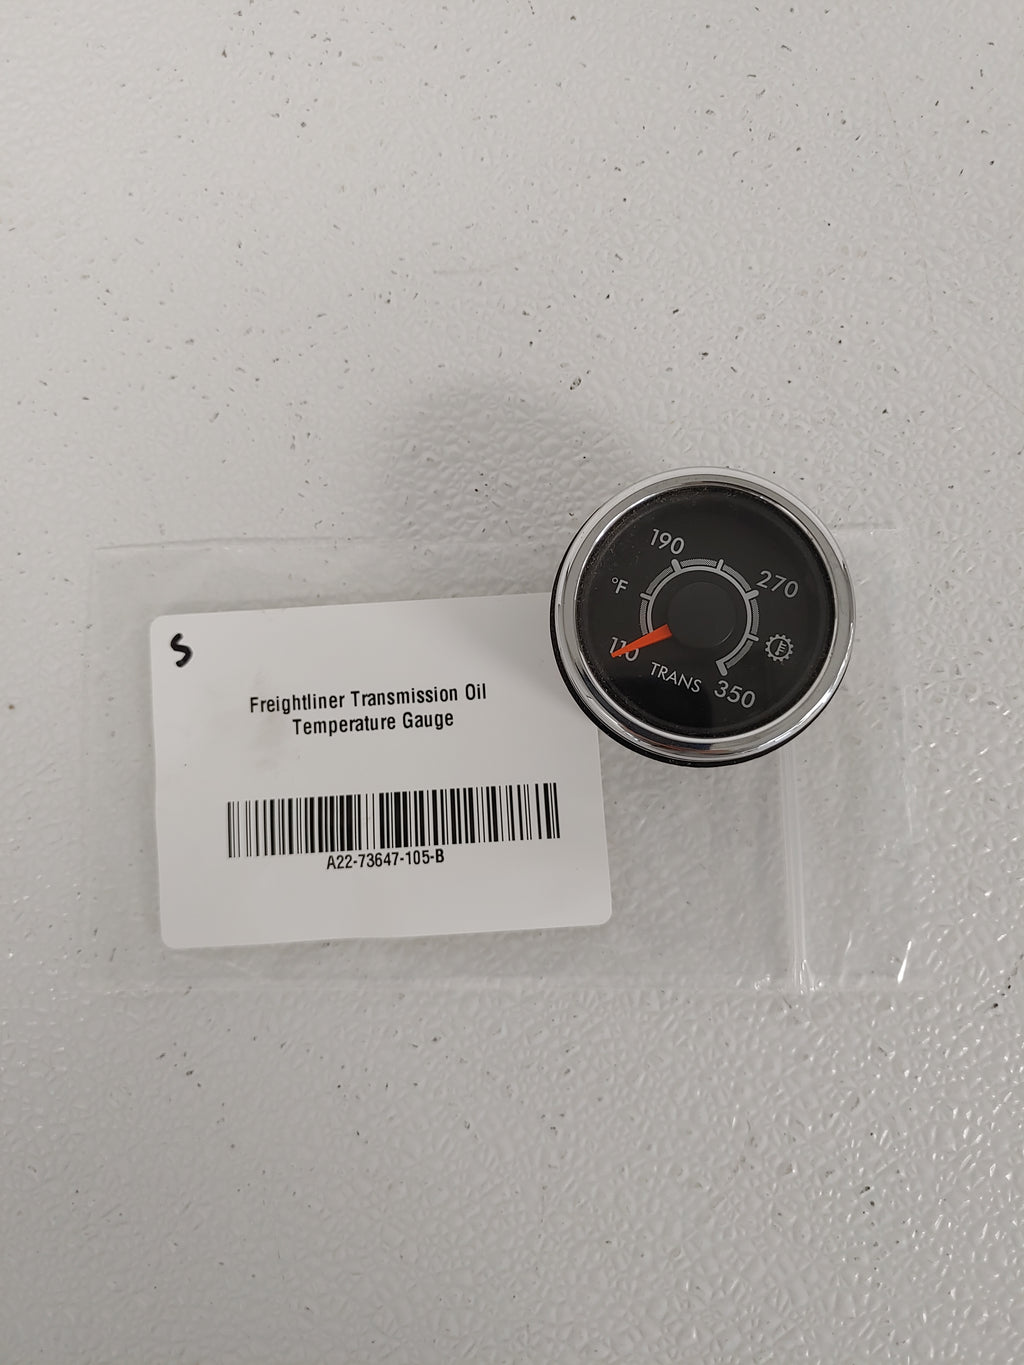 S
Freightliner Transmission Oil
Temperature Gauge
A22-73647-105-B
190
°F
270
110
TRANS
350